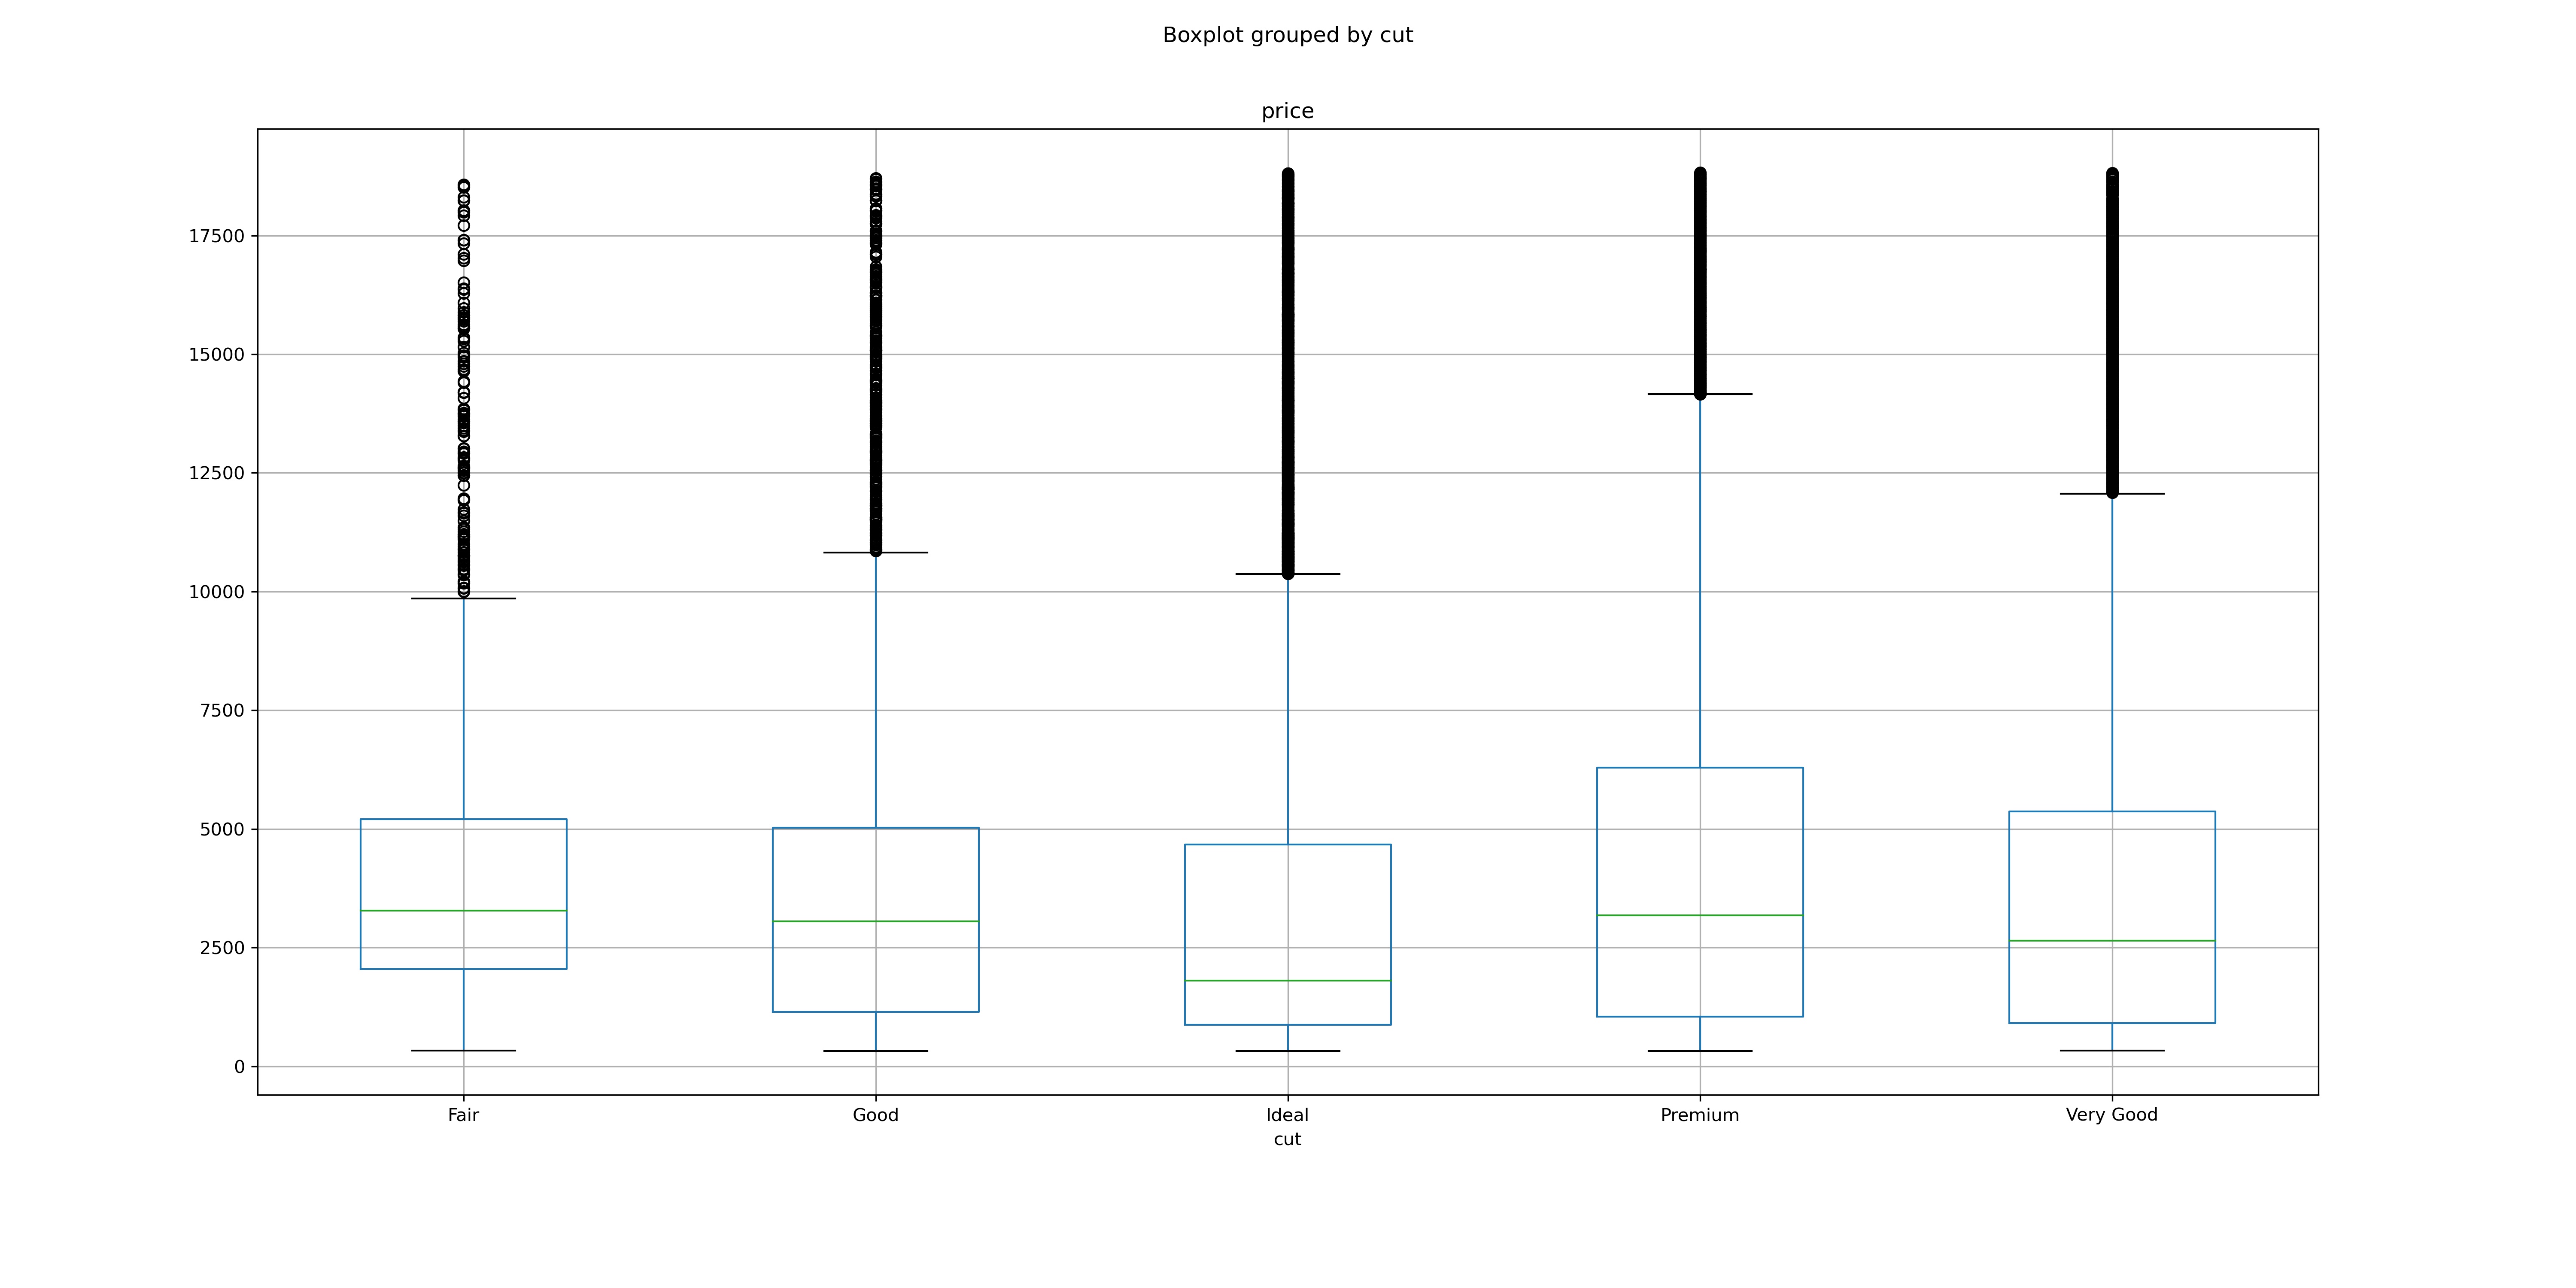 Boxplot grouped by cut
price
17500
15000
12500
10000
7500
5000
2500
0
Fair Good Ideal Premium Very Good
cut